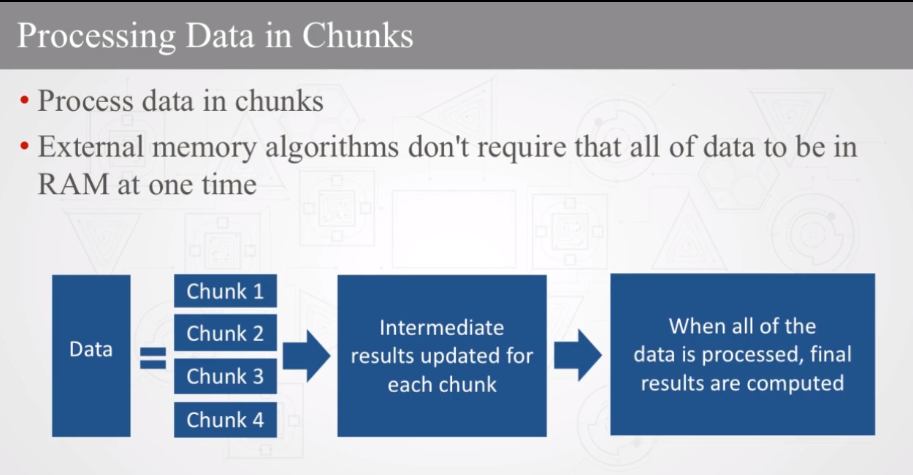 Processing Data in Chunks
• Process data in chunks
• External memory algorithms don't require that all of data to be in
RAM at one time
Data
=
Chunk 1
Chunk 2
Chunk 3
Chunk 4
Intermediate
results updated for
each chunk
When all of the
data is processed, final
results are computed